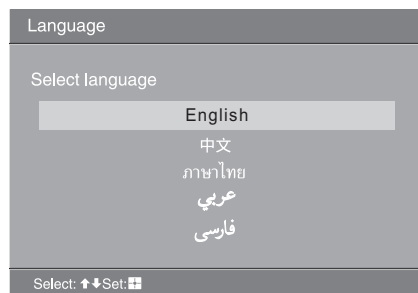 Language
Select language
English
中文
ภาษาไทย
عربي
فارسی
Select: ⬆⬇Set: